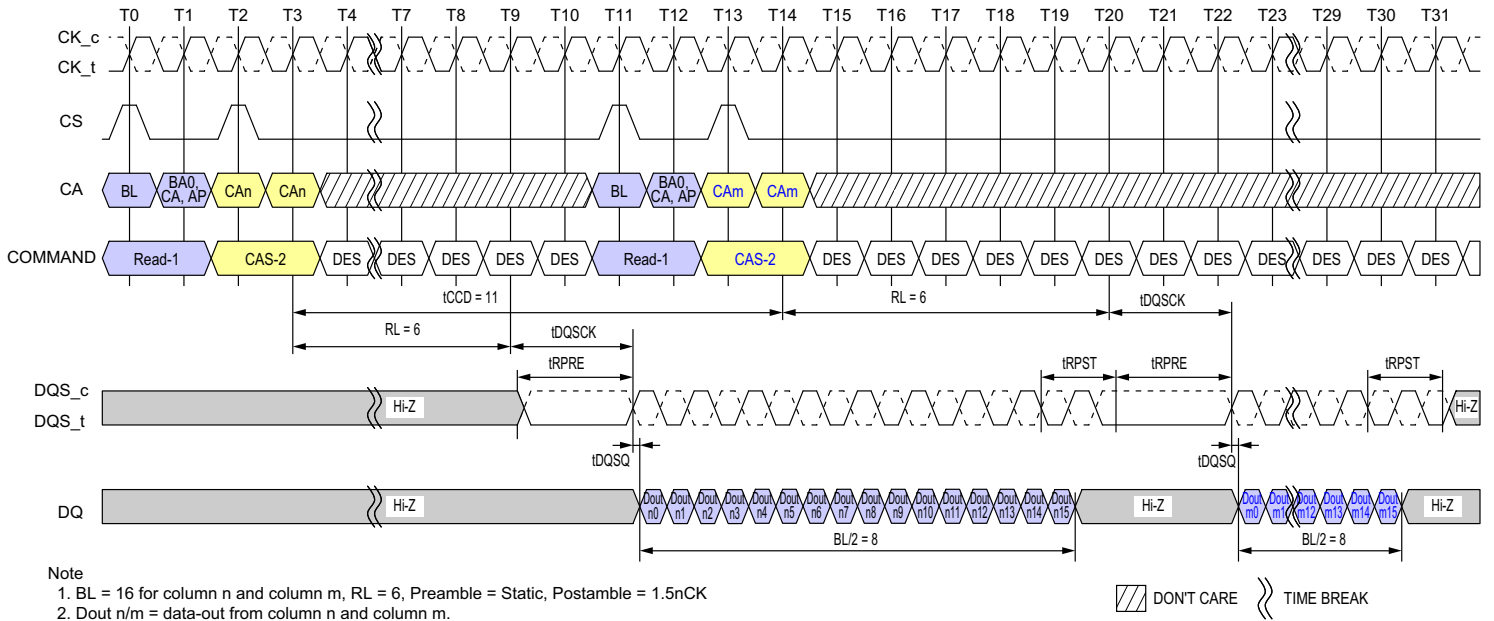 T0 T1 T2 T3 T4 T7 T8 T9 T10 T11 T12 T13 T14 T15 T16 T17 T18 T19 T20 T21 T22 T23 T29 T30 T31
CK_c
CK_t
CS
CA
BL BA0, CA, AP CAn CAn BL BA0, CA, AP CAm CAm
COMMAND Read-1 CAS-2 DES DES DES DES DES Read-1 CAS-2 DES DES DES DES DES DES DES DES DES DES DES DES
tCCD = 11 RL = 6 tDQSCK
RL = 6 tDQSCK
tRPRE tRPST tRPRE tRPST
DQS_c
DQS_t
Hi-Z Hi-Z
tDQSQ tDQSQ
DQ Hi-Z Dout n0 Dout n1 Dout n2 Dout n3 Dout n4 Dout n5 Dout n6 Dout n7 Dout n8 Dout n9 Dout n10 Dout n11 Dout n12 Dout n13 Dout n14 Dout n15 Hi-Z Dout m0 Dout m1 Dout m12 Dout m13 Dout m14 Dout m15 Hi-Z
BL/2 = 8 BL/2 = 8
Note
1. BL = 16 for column n and column m, RL = 6, Preamble = Static, Postamble = 1.5nCK
2. Dout n/m = data-out from column n and column m.
DON'T CARE TIME BREAK